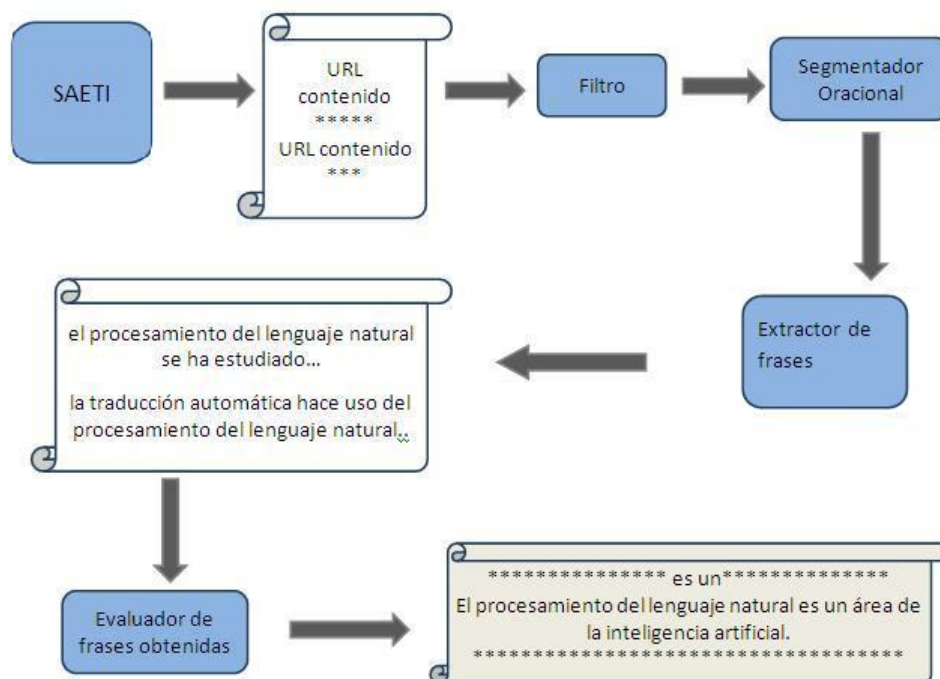 SAETI
URL
contenido
*****
URL contenido
***
Filtro
Segmentador
Oracional
Extractor de
frases
el procesamiento del lenguaje natural
se ha estudiado...
la traducción automática hace uso del
procesamiento del lenguaje natural..
Evaluador de
frases obtenidas
*************** es un**************
El procesamiento del lenguaje natural es un área de
la inteligencia artificial.
************************************